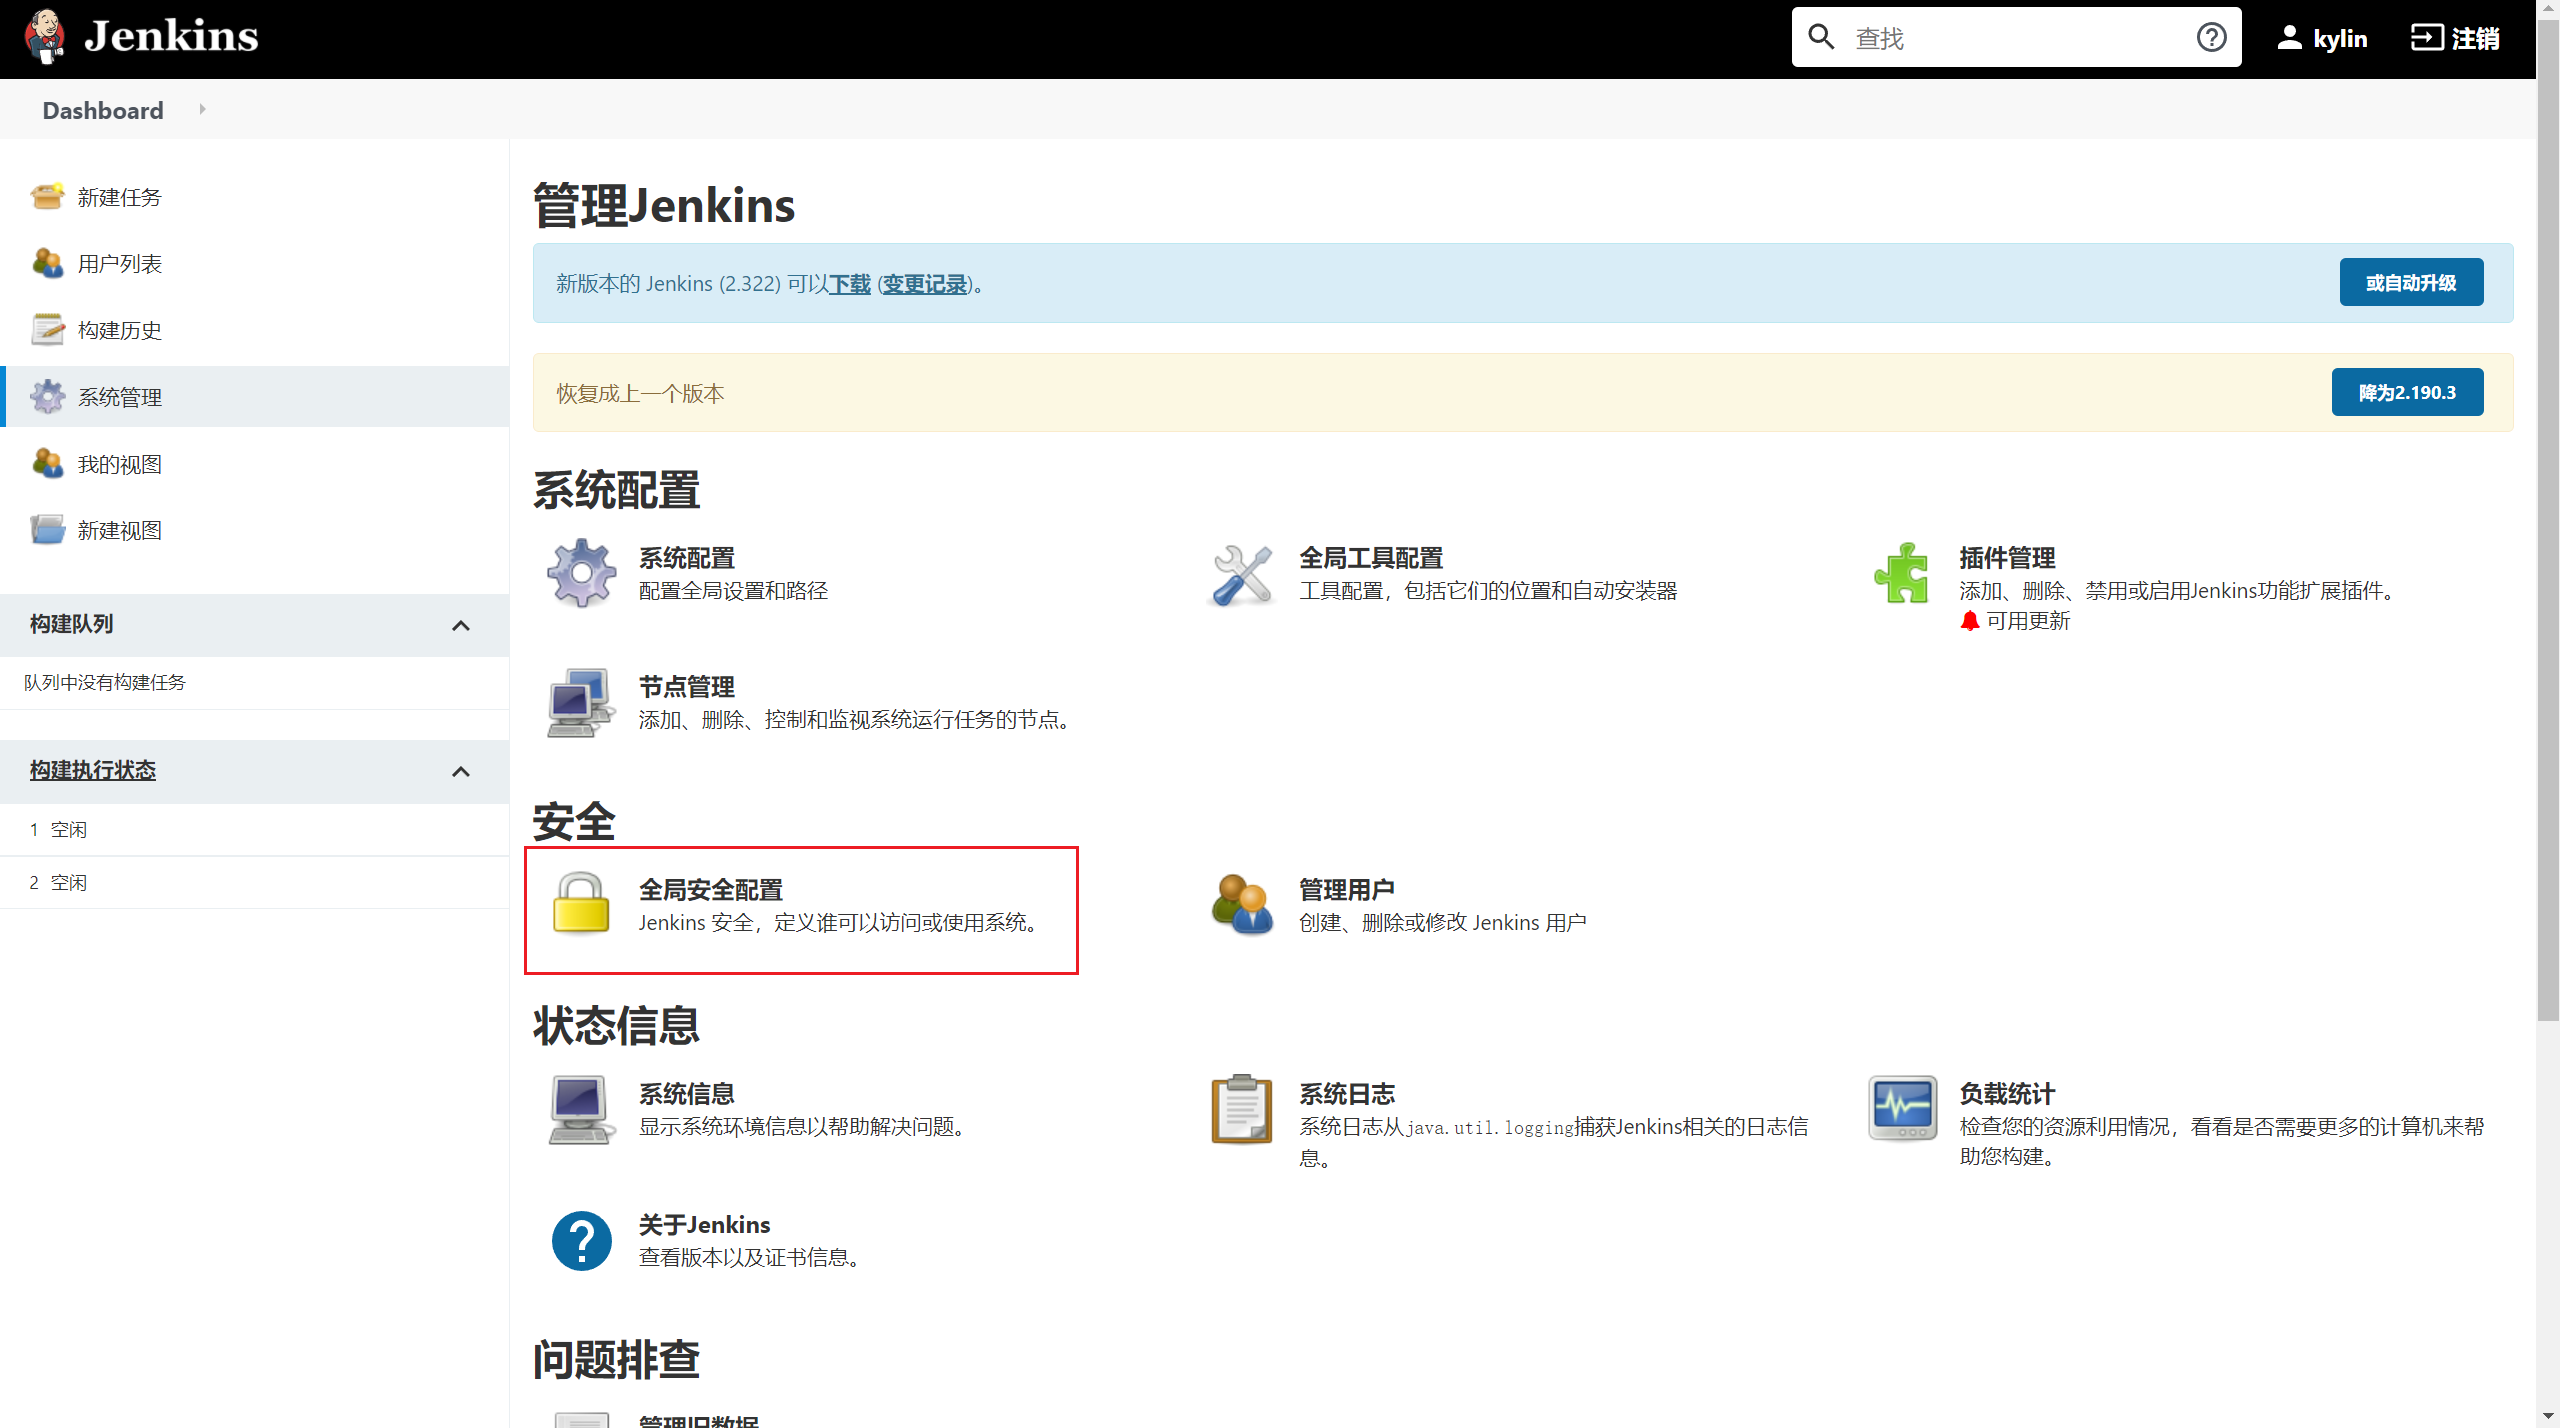 Jenkins
查找
kylin
注销
Dashboard
新建任务
用户列表
构建历史
系统管理
我的视图
新建视图
构建队列
队列中没有构建任务
构建执行状态
1 空闲
2 空闲
管理Jenkins
新版本的 Jenkins (2.322) 可以下载 (变更记录)。
或自动升级
恢复成上一个版本
降为2.190.3
系统配置
系统配置
配置全局设置和路径
全局工具配置
工具配置，包括它们的位置和自动安装器
插件管理
添加、删除、禁用或启用Jenkins功能扩展插件。
可用更新
节点管理
添加、删除、控制和监视系统运行任务的节点。
安全
全局安全配置
Jenkins 安全，定义谁可以访问或使用系统。
管理用户
创建、删除或修改 Jenkins 用户
状态信息
系统信息
显示系统环境信息以帮助解决问题。
系统日志
系统日志从java.util.logging捕获Jenkins相关的日志信
息。
负载统计
检查您的资源利用情况，看看是否需要更多的计算机来帮
助您构建。
关于Jenkins
查看版本以及证书信息。
问题排查
管理旧数据